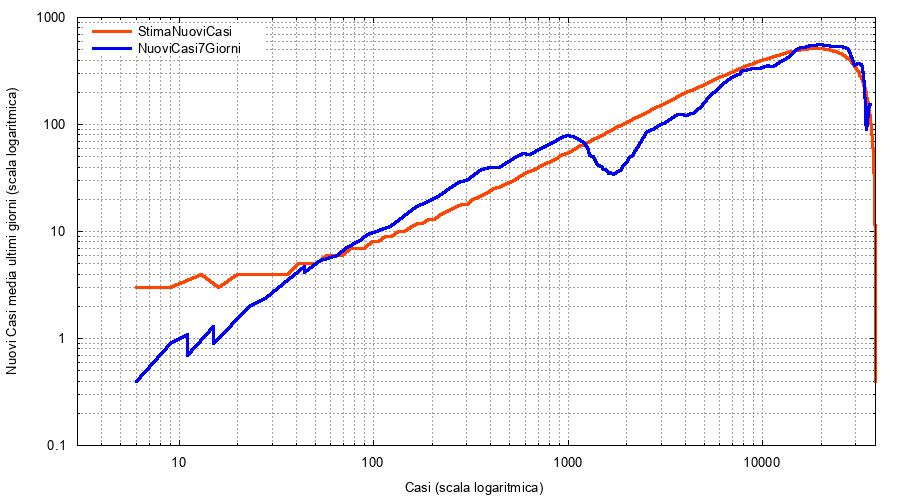 1000
100
10
1
0.1
StimaNuoviCasi
NuoviCasi7Giorni
Nuovi Casi media ultimi giorni (scala logaritmica)
10 100 1000 10000
Casi (scala logaritmica)